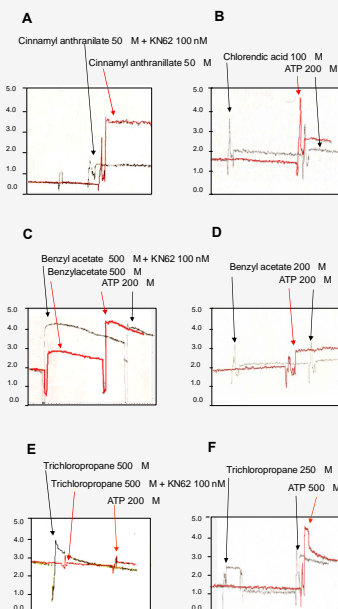 A
Cinnamyl anthranilate 50 M + KN62 100 nM
Cinnamyl anthranillate 50 M
5.0
4.0
3.0
2.0
1.0
0.0
B
Chlorendic acid 100 M
ATP 200 M
5.0
4.0
3.0
2.0
1.0
0.0
C
Benzyl acetate 500 M + KN62 100 nM
Benzylacetate 500 M
ATP 200 M
5.0
4.0
3.0
2.0
1.0
0.0
D
Benzyl acetate 200 M
ATP 200 M
5.0
4.0
3.0
2.0
1.0
0.0
E
Trichloropropane 500 M
Trichloropropane 500 M + KN62 100 nM
ATP 200 M
5.0
4.0
3.0
2.0
1.0
0.0
F
Trichloropropane 250 M
ATP 500 M
5.0
4.0
3.0
2.0
1.0
0.0